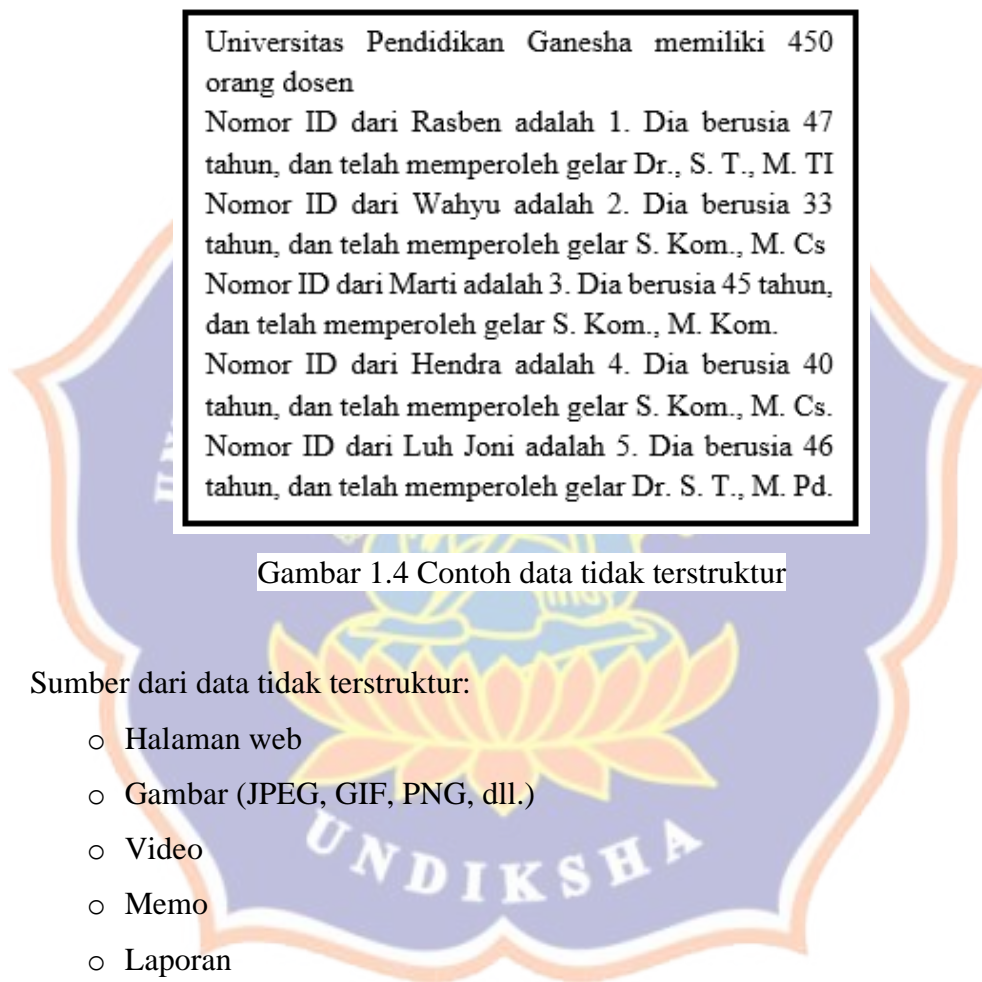 Universitas Pendidikan Ganesha memiliki 450
orang dosen
Nomor ID dari Rasben adalah 1. Dia berusia 47
tahun, dan telah memperoleh gelar Dr., S. T., M. TI
Nomor ID dari Wahyu adalah 2. Dia berusia 33
tahun, dan telah memperoleh gelar S. Kom., M. Cs
Nomor ID dari Marti adalah 3. Dia berusia 45 tahun,
dan telah memperoleh gelar S. Kom., M. Kom.
Nomor ID dari Hendra adalah 4. Dia berusia 40
tahun, dan telah memperoleh gelar S. Kom., M. Cs.
Nomor ID dari Luh Joni adalah 5. Dia berusia 46
tahun, dan telah memperoleh gelar Dr. S. T., M. Pd.
Gambar 1.4 Contoh data tidak terstruktur
Sumber dari data tidak terstruktur:
o Halaman web
o Gambar (JPEG, GIF, PNG, dll.)
o Video
o Memo
o Laporan
UNDIKSHA